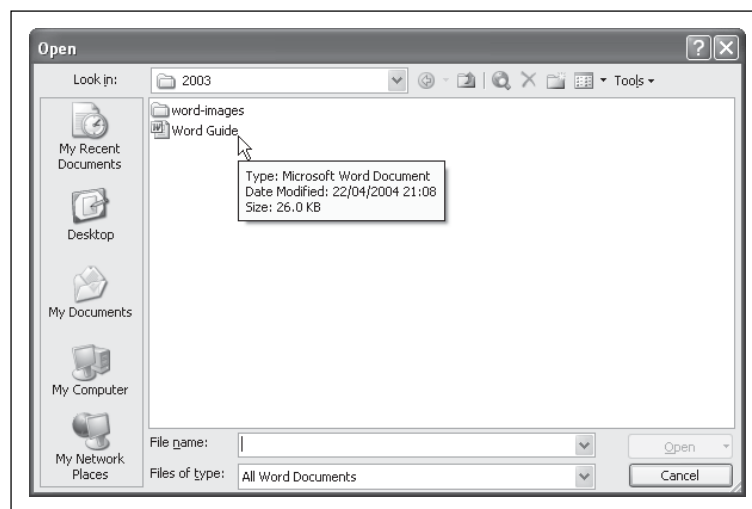 Open
Look in:
2003
Tools
My Recent
Documents
Desktop
My Documents
My Computer
My Network
Places
word-images
Word Guide
Type: Microsoft Word Document
Date Modified: 22/04/2004 21:08
Size: 26.0 KB
File name:
Open
Files of type:
All Word Documents
Cancel